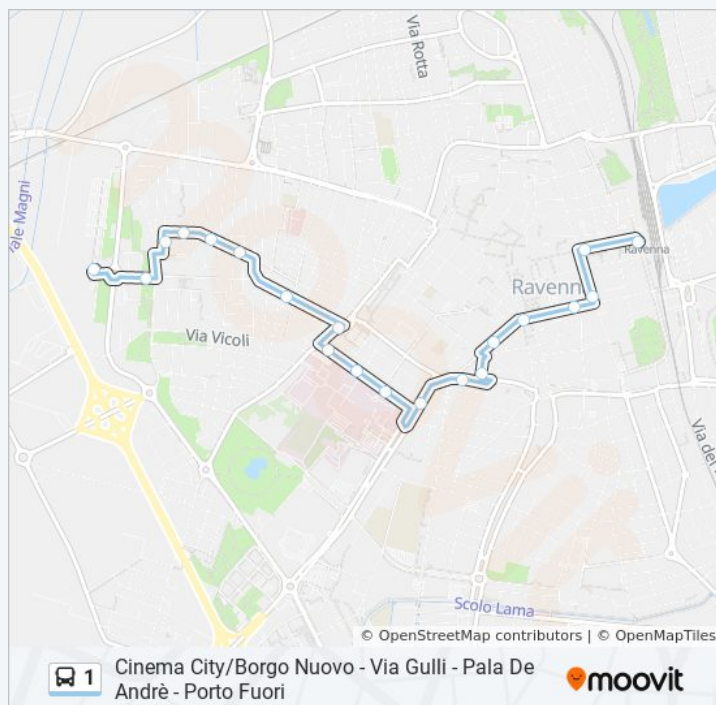 Via Rotta
ale Magni
Ravenna
Ravenn
Via Vicoli
Via del
Scolo Lama
© OpenStreetMap contributors | © OpenMapTiles
1
Cinema City/Borgo Nuovo - Via Gulli - Pala De
Andrè - Porto Fuori
moovit